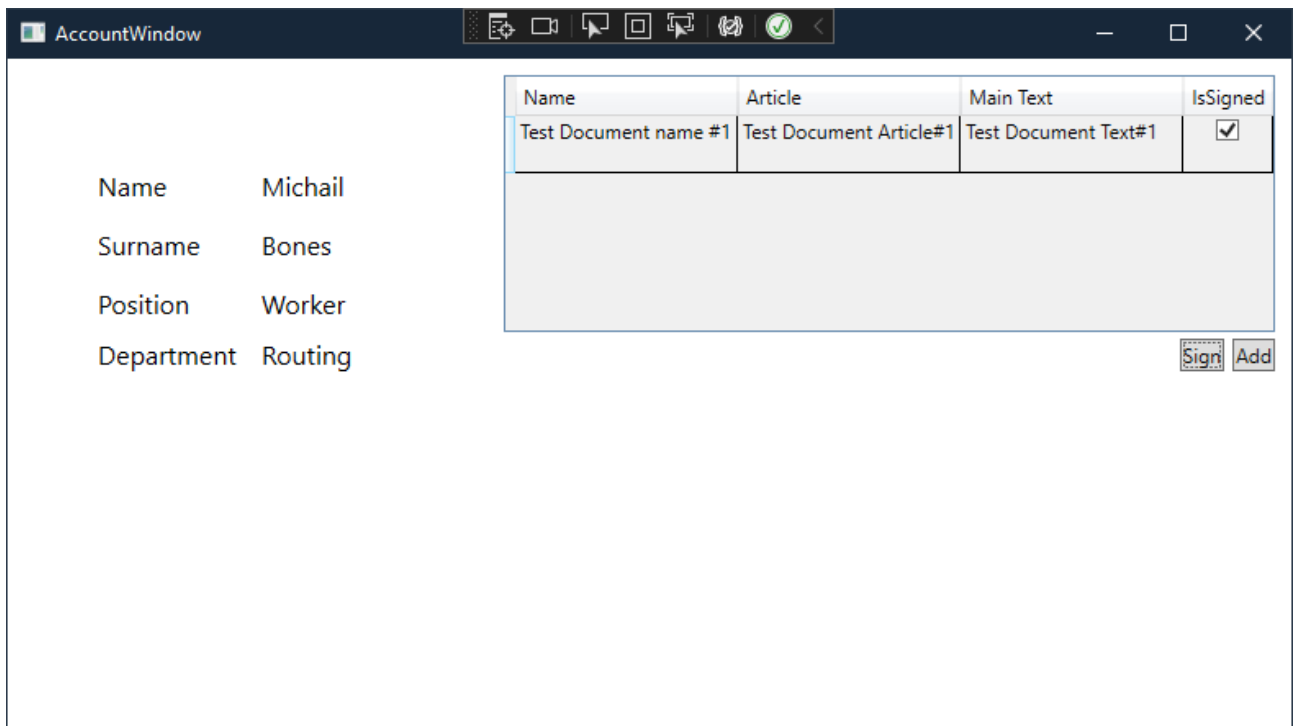 AccountWindow
Name Article Main Text IsSigned
Test Document name #1 Test Document Article#1 Test Document Text#1
Name Michail
Surname Bones
Position Worker
Department Routing
Sign Add